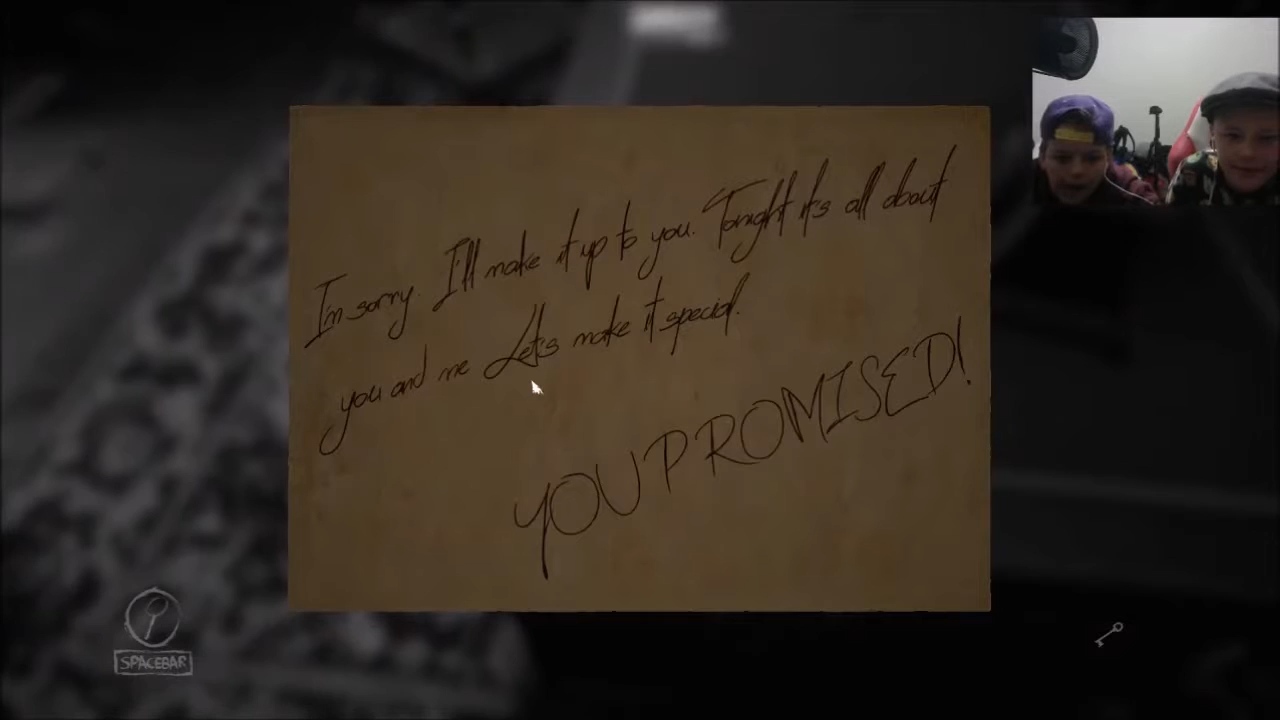 I'm sorry. I'll make it up to you. Tonight it's all about
you and me Let's make it special.
YOU PROMISED!
SPACEBAR